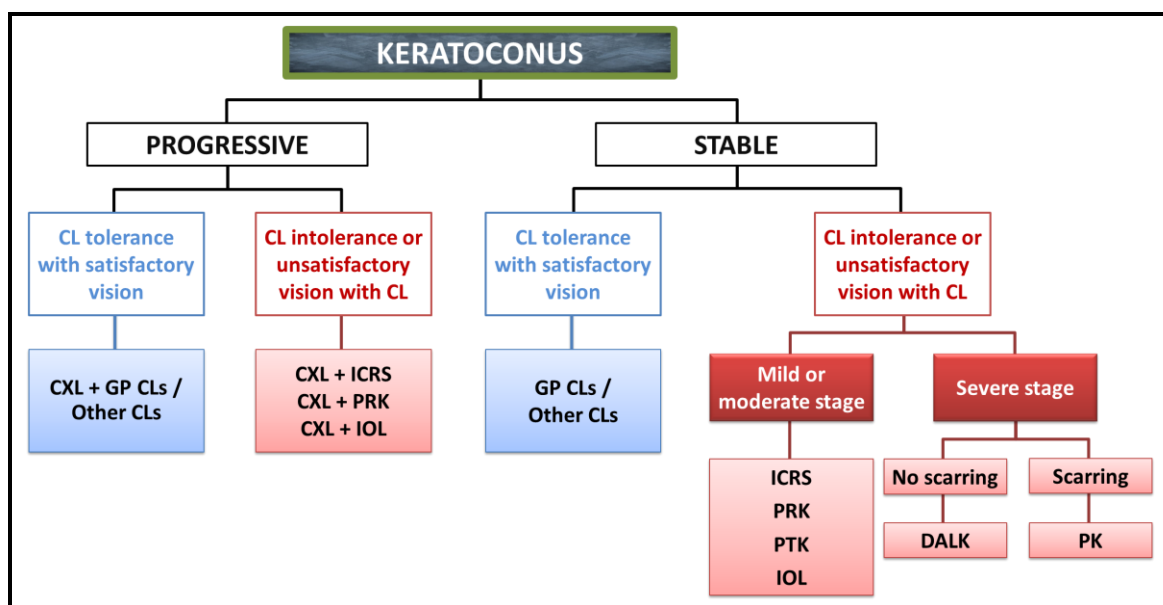 KERATOCONUS
PROGRESSIVE
STABLE
CL tolerance
with satisfactory
vision
CL intolerance or
unsatisfactory
vision with CL
CL tolerance
with satisfactory
vision
CL intolerance or
unsatisfactory
vision with CL
CXL + GP CLs /
Other CLs
CXL + ICRS
CXL + PRK
CXL + IOL
GP CLs /
Other CLs
Mild or
moderate stage
Severe stage
ICRS
PRK
PTK
IOL
No scarring
Scarring
DALK
PK